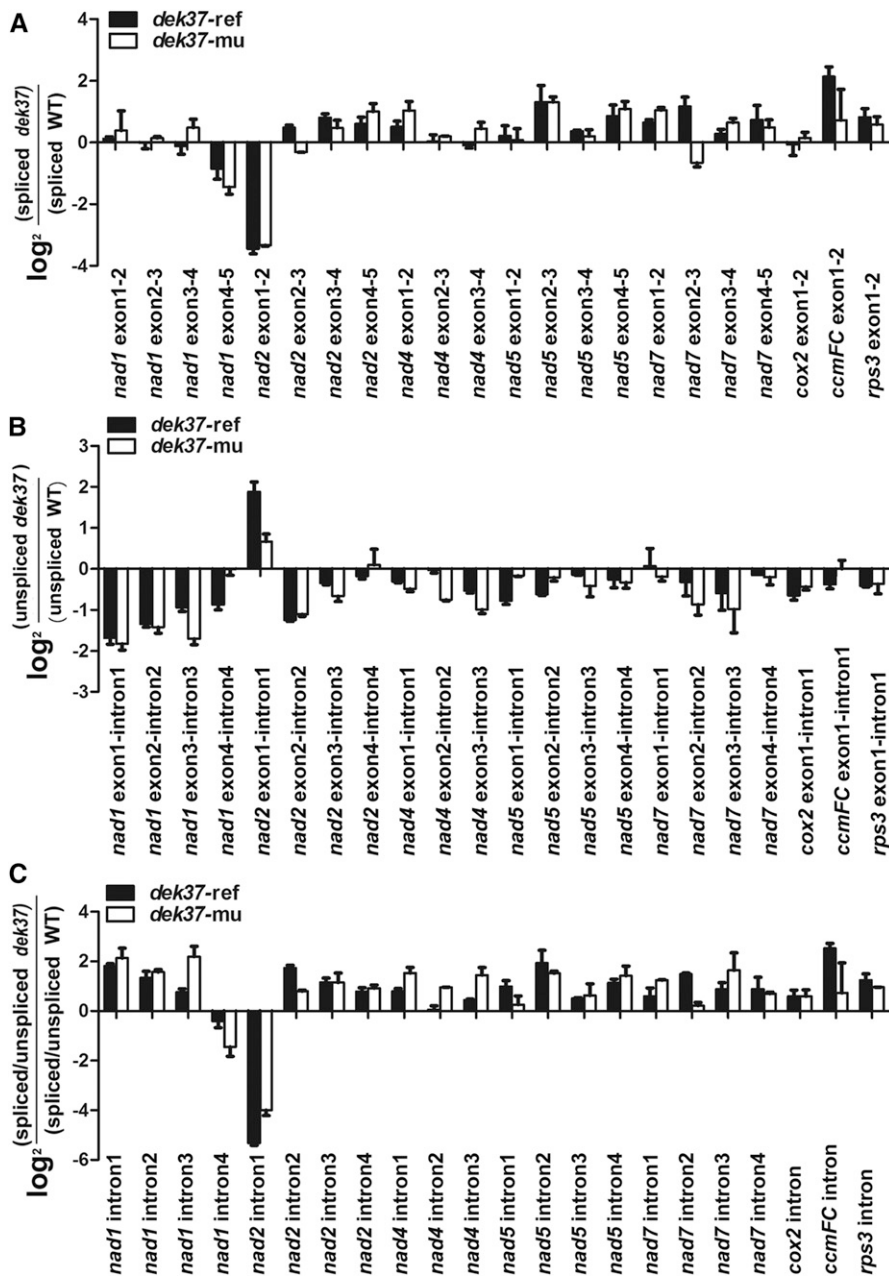 A
dek37-ref
dek37-mu
4
2
0
-2
-4
log² (spliced dek37)
(spliced WT)
nad1 exon1-2
nad1 exon2-3
nad1 exon3-4
nad1 exon4-5
nad2 exon1-2
nad2 exon2-3
nad2 exon3-4
nad2 exon4-5
nad4 exon1-2
nad4 exon2-3
nad4 exon3-4
nad5 exon1-2
nad5 exon2-3
nad5 exon3-4
nad5 exon4-5
nad7 exon1-2
nad7 exon2-3
nad7 exon3-4
nad7 exon4-5
cox2 exon1-2
ccmFC exon1-2
rps3 exon1-2
B
dek37-ref
dek37-mu
3
2
1
0
-1
-2
-3
log² (unspliced dek37)
(unspliced WT)
nad1 exon1-intron1
nad1 exon2-intron2
nad1 exon3-intron3
nad1 exon4-intron4
nad2 exon1-intron1
nad2 exon2-intron2
nad2 exon3-intron3
nad2 exon4-intron4
nad4 exon1-intron1
nad4 exon2-intron2
nad4 exon3-intron3
nad5 exon1-intron1
nad5 exon2-intron2
nad5 exon3-intron3
nad5 exon4-intron4
nad7 exon1-intron1
nad7 exon2-intron2
nad7 exon3-intron3
nad7 exon4-intron4
cox2 exon1-intron1
ccmFC exon1-intron1
rps3 exon1-intron1
C
dek37-ref
dek37-mu
4
2
0
-2
-4
-6
log² (spliced/unspliced dek37)
(spliced/unspliced WT)
nad1 intron1
nad1 intron2
nad1 intron3
nad1 intron4
nad2 intron1
nad2 intron2
nad2 intron3
nad2 intron4
nad4 intron1
nad4 intron2
nad4 intron3
nad5 intron1
nad5 intron2
nad5 intron3
nad5 intron4
nad7 intron1
nad7 intron2
nad7 intron3
nad7 intron4
cox2 intron
ccmFC intron
rps3 intron